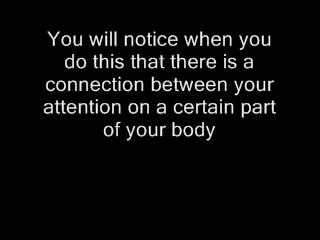 You will notice when you
do this that there is a
connection between your
attention on a certain part
of your body